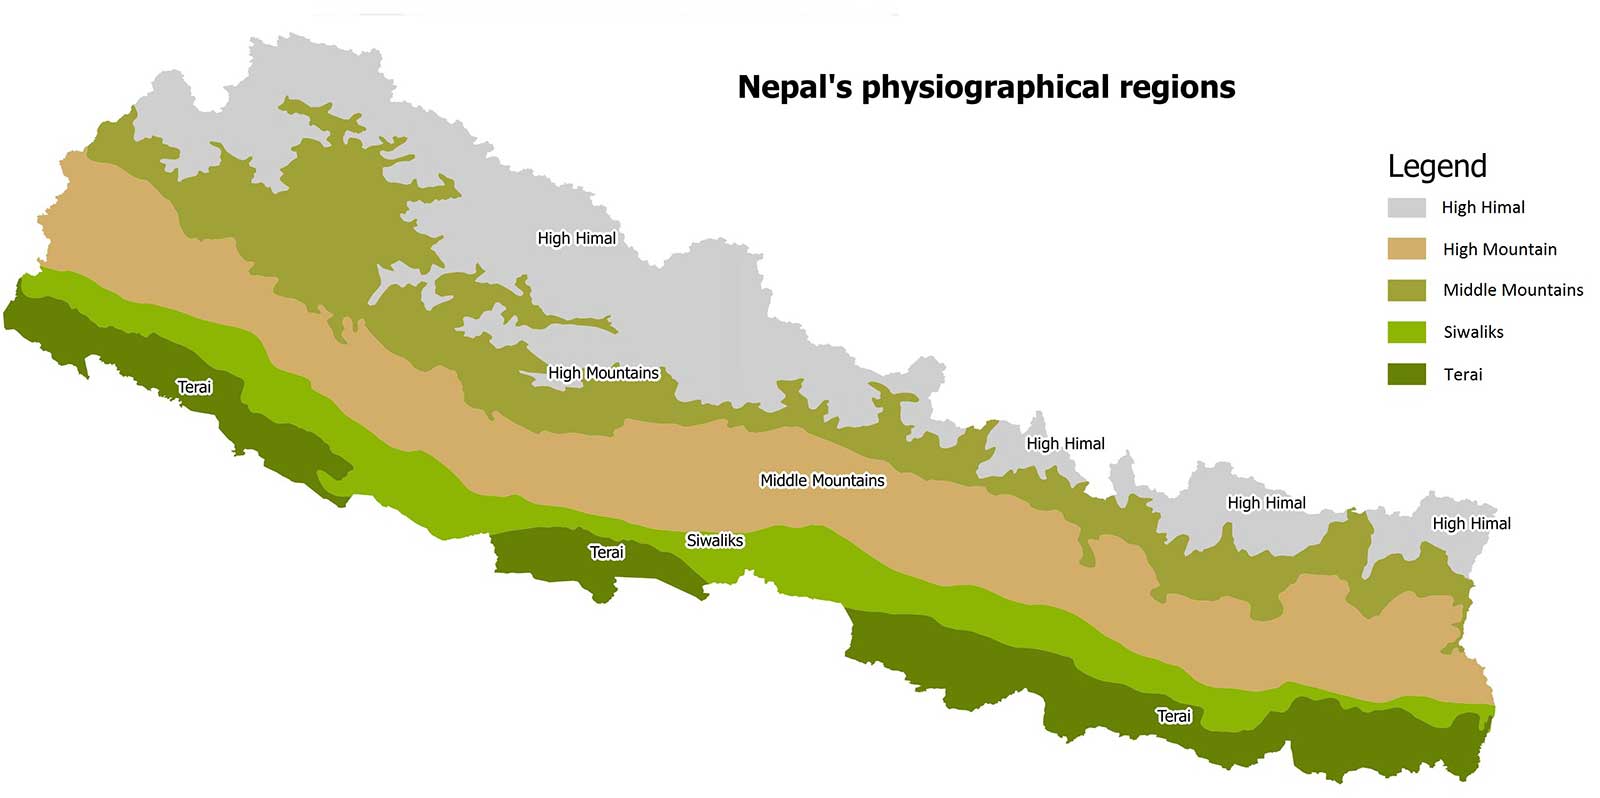 Nepal's physiographical regions
Legend
High Himal
High Mountain
Middle Mountains
Siwaliks
Terai
High Himal
High Mountains
Terai
High Himal
Middle Mountains
High Himal
High Himal
Siwaliks
Terai
Terai